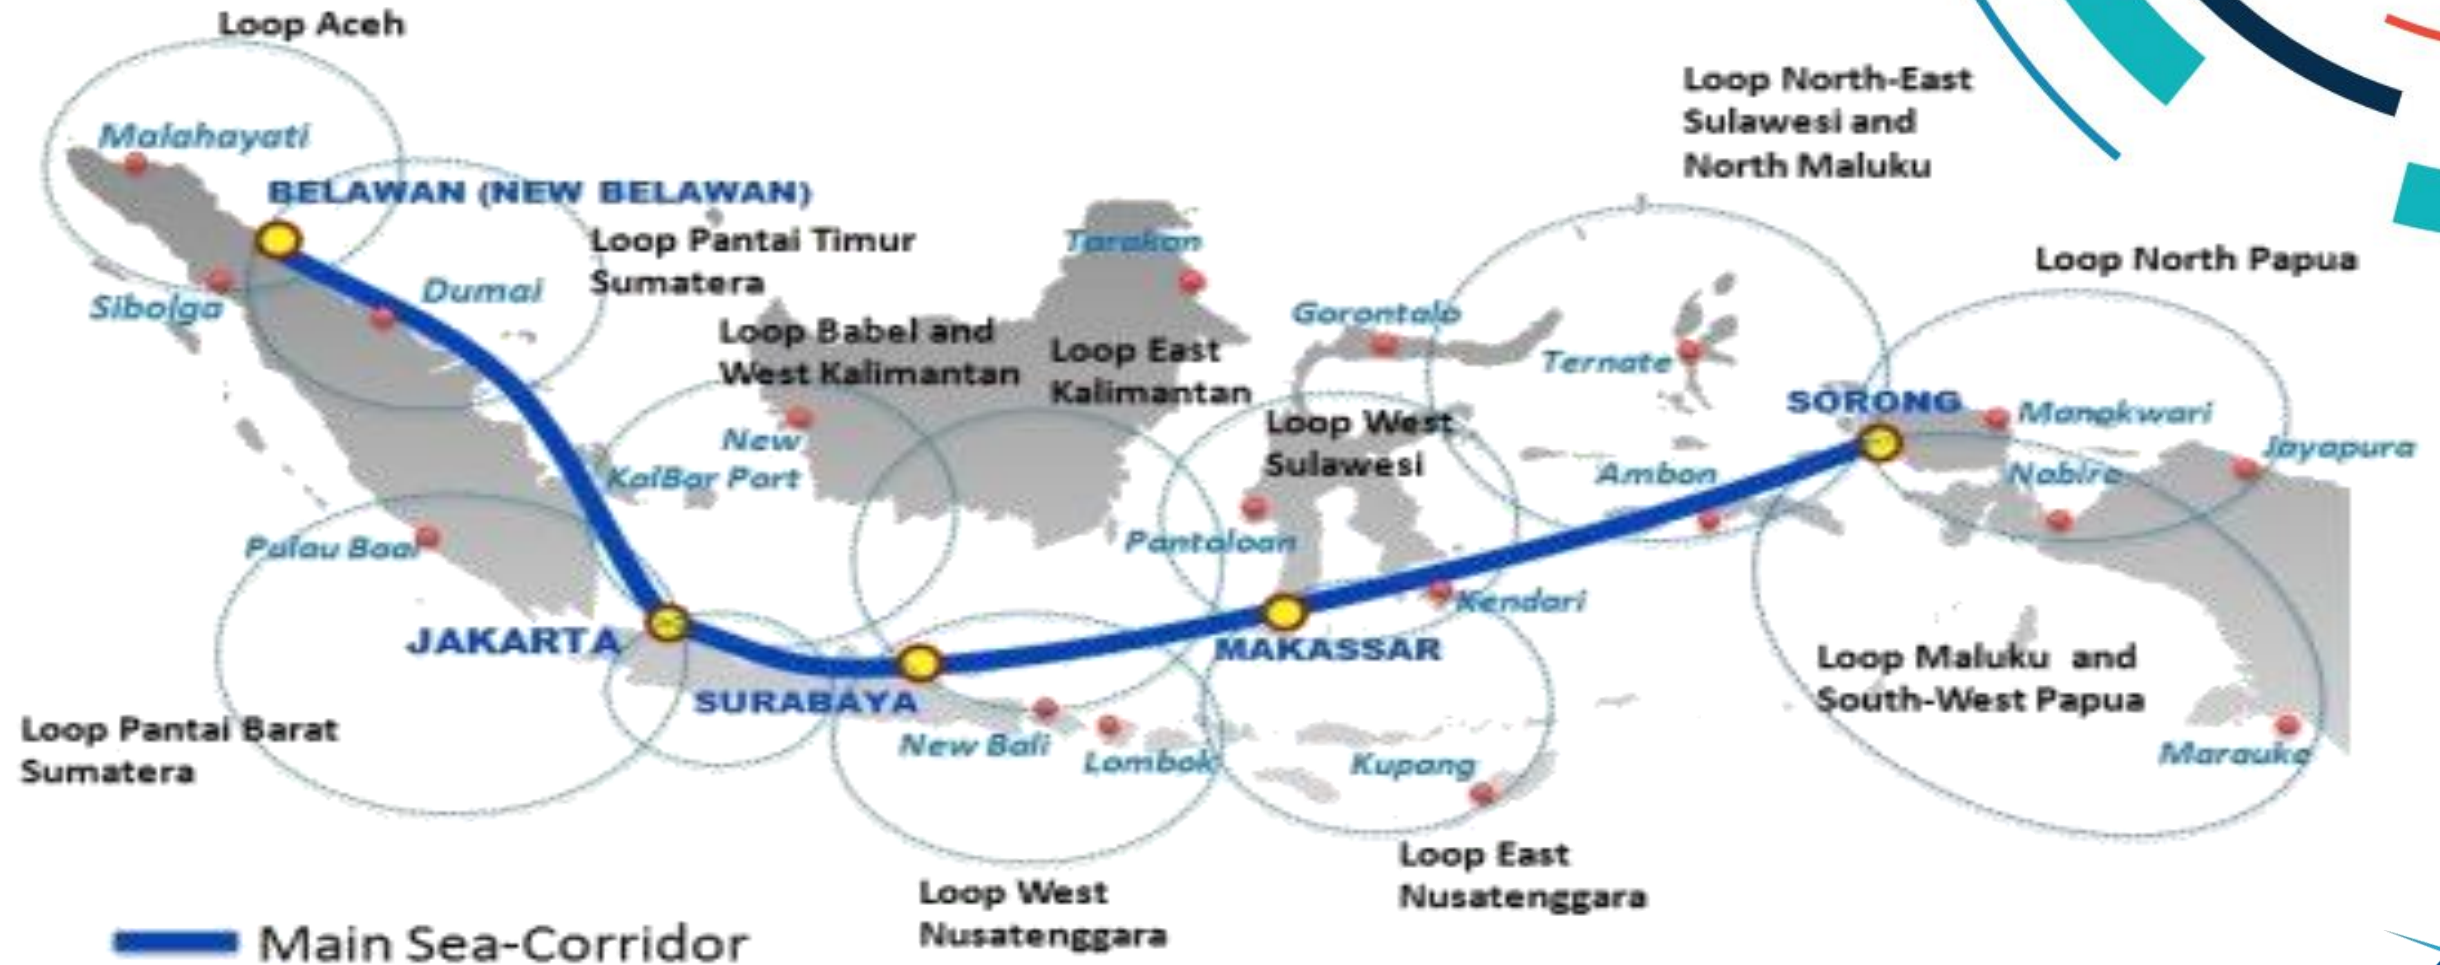 Loop Aceh
Malahayati
BELAWAN (NEW BELAWAN)
Sibolga
Dumai
Loop Pantai Timur
Sumatera
Loop Babel and
West Kalimantan
New
KalBar Port
Tarakan
Loop East
Kalimantan
Gorontalo
Loop West
Sulawesi
Pantoloan
Loop North-East
Sulawesi and
North Maluku
Ternate
Ambon
Loop North Papua
SORONG
Manokwari
Jayapura
Nabire
Pulau Baai
JAKARTA
SURABAYA
MAKASSAR
Kendari
Loop Maluku and
South-West Papua
Marauke
Loop Pantai Barat
Sumatera
New Bali
Lombok
Kupang
Loop West
Nusatenggara
Loop East
Nusatenggara
Main Sea-Corridor